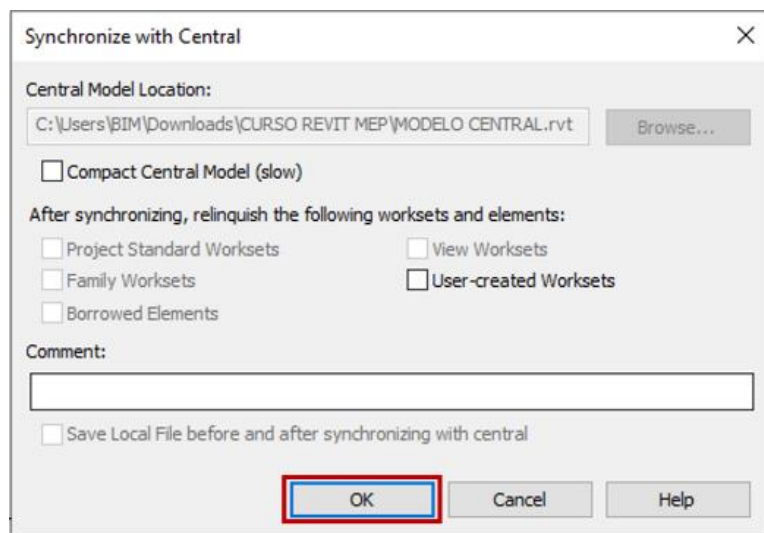 Synchronize with Central
Central Model Location:
C:\Users\BIM\Downloads\CURSO REVIT MEP\MODELO CENTRAL.rvt Browse...
Compact Central Model (slow)
After synchronizing, relinquish the following worksets and elements:
Project Standard Worksets View Worksets
Family Worksets User-created Worksets
Borrowed Elements
Comment:
Save Local File before and after synchronizing with central
OK Cancel Help